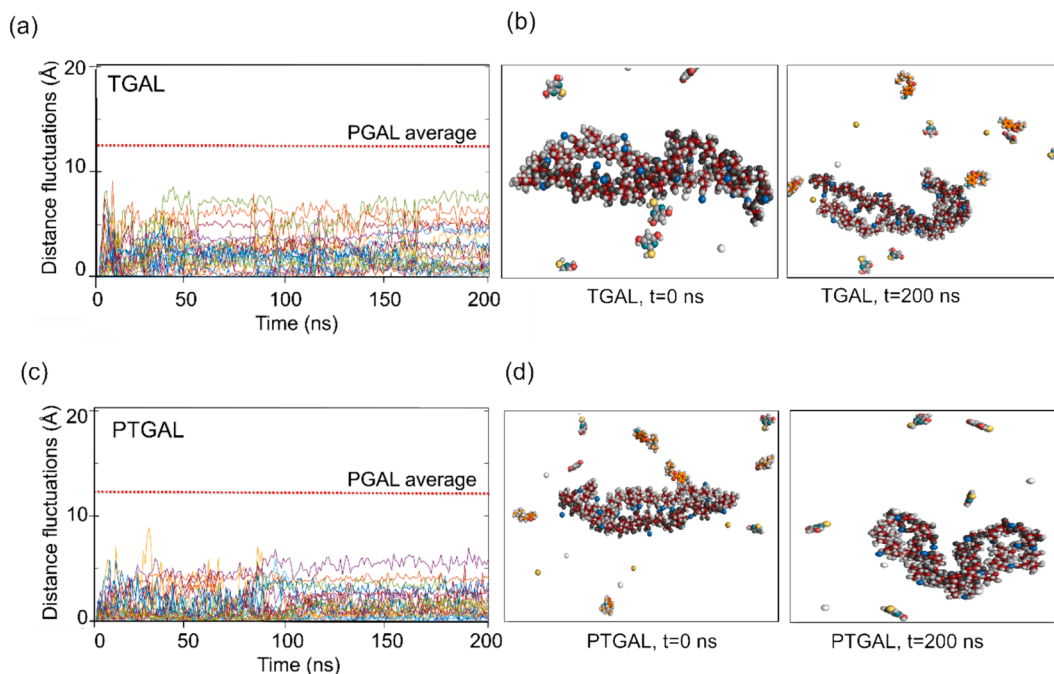 (a)
(b)
20
TGAL
PGAL average
10
0
Distance fluctuations (Å)
0 50 100 150 200
Time (ns)
TGAL, t=0 ns
TGAL, t=200 ns
(c)
(d)
20
PTGAL
PGAL average
10
0
Distance fluctuations (Å)
0 50 100 150 200
Time (ns)
PTGAL, t=0 ns
PTGAL, t=200 ns